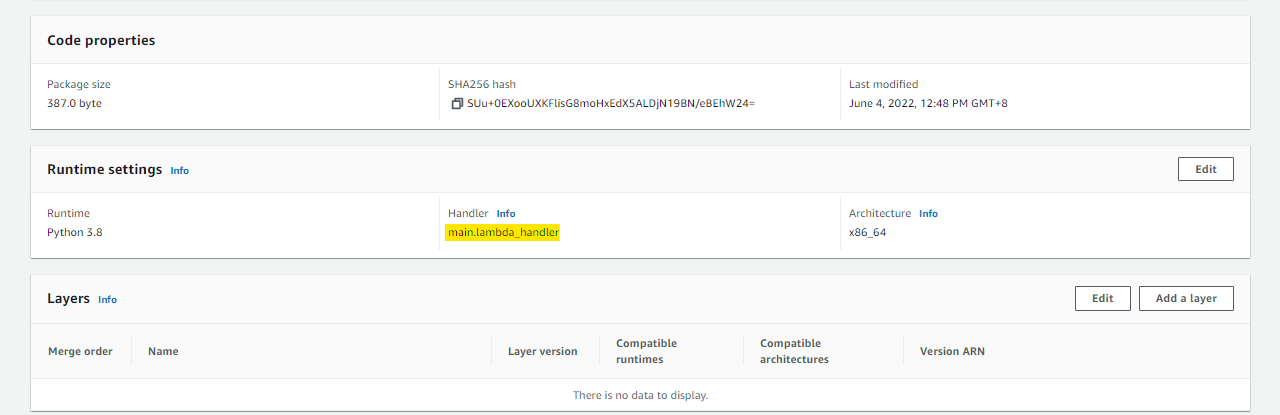 Code properties
Package size
387.0 byte
SHA256 hash
SUu+0EXooUXKFlisG8moHxEdX5ALDjN19BN/eBEhW24=
Last modified
June 4, 2022, 12:48 PM GMT+8
Runtime settings Info
Edit
Runtime
Python 3.8
Handler Info
main.lambda_handler
Architecture Info
x86_64
Layers Info
Edit
Add a layer
Merge order
Name
Layer version
Compatible
runtimes
Compatible
architectures
Version ARN
There is no data to display.